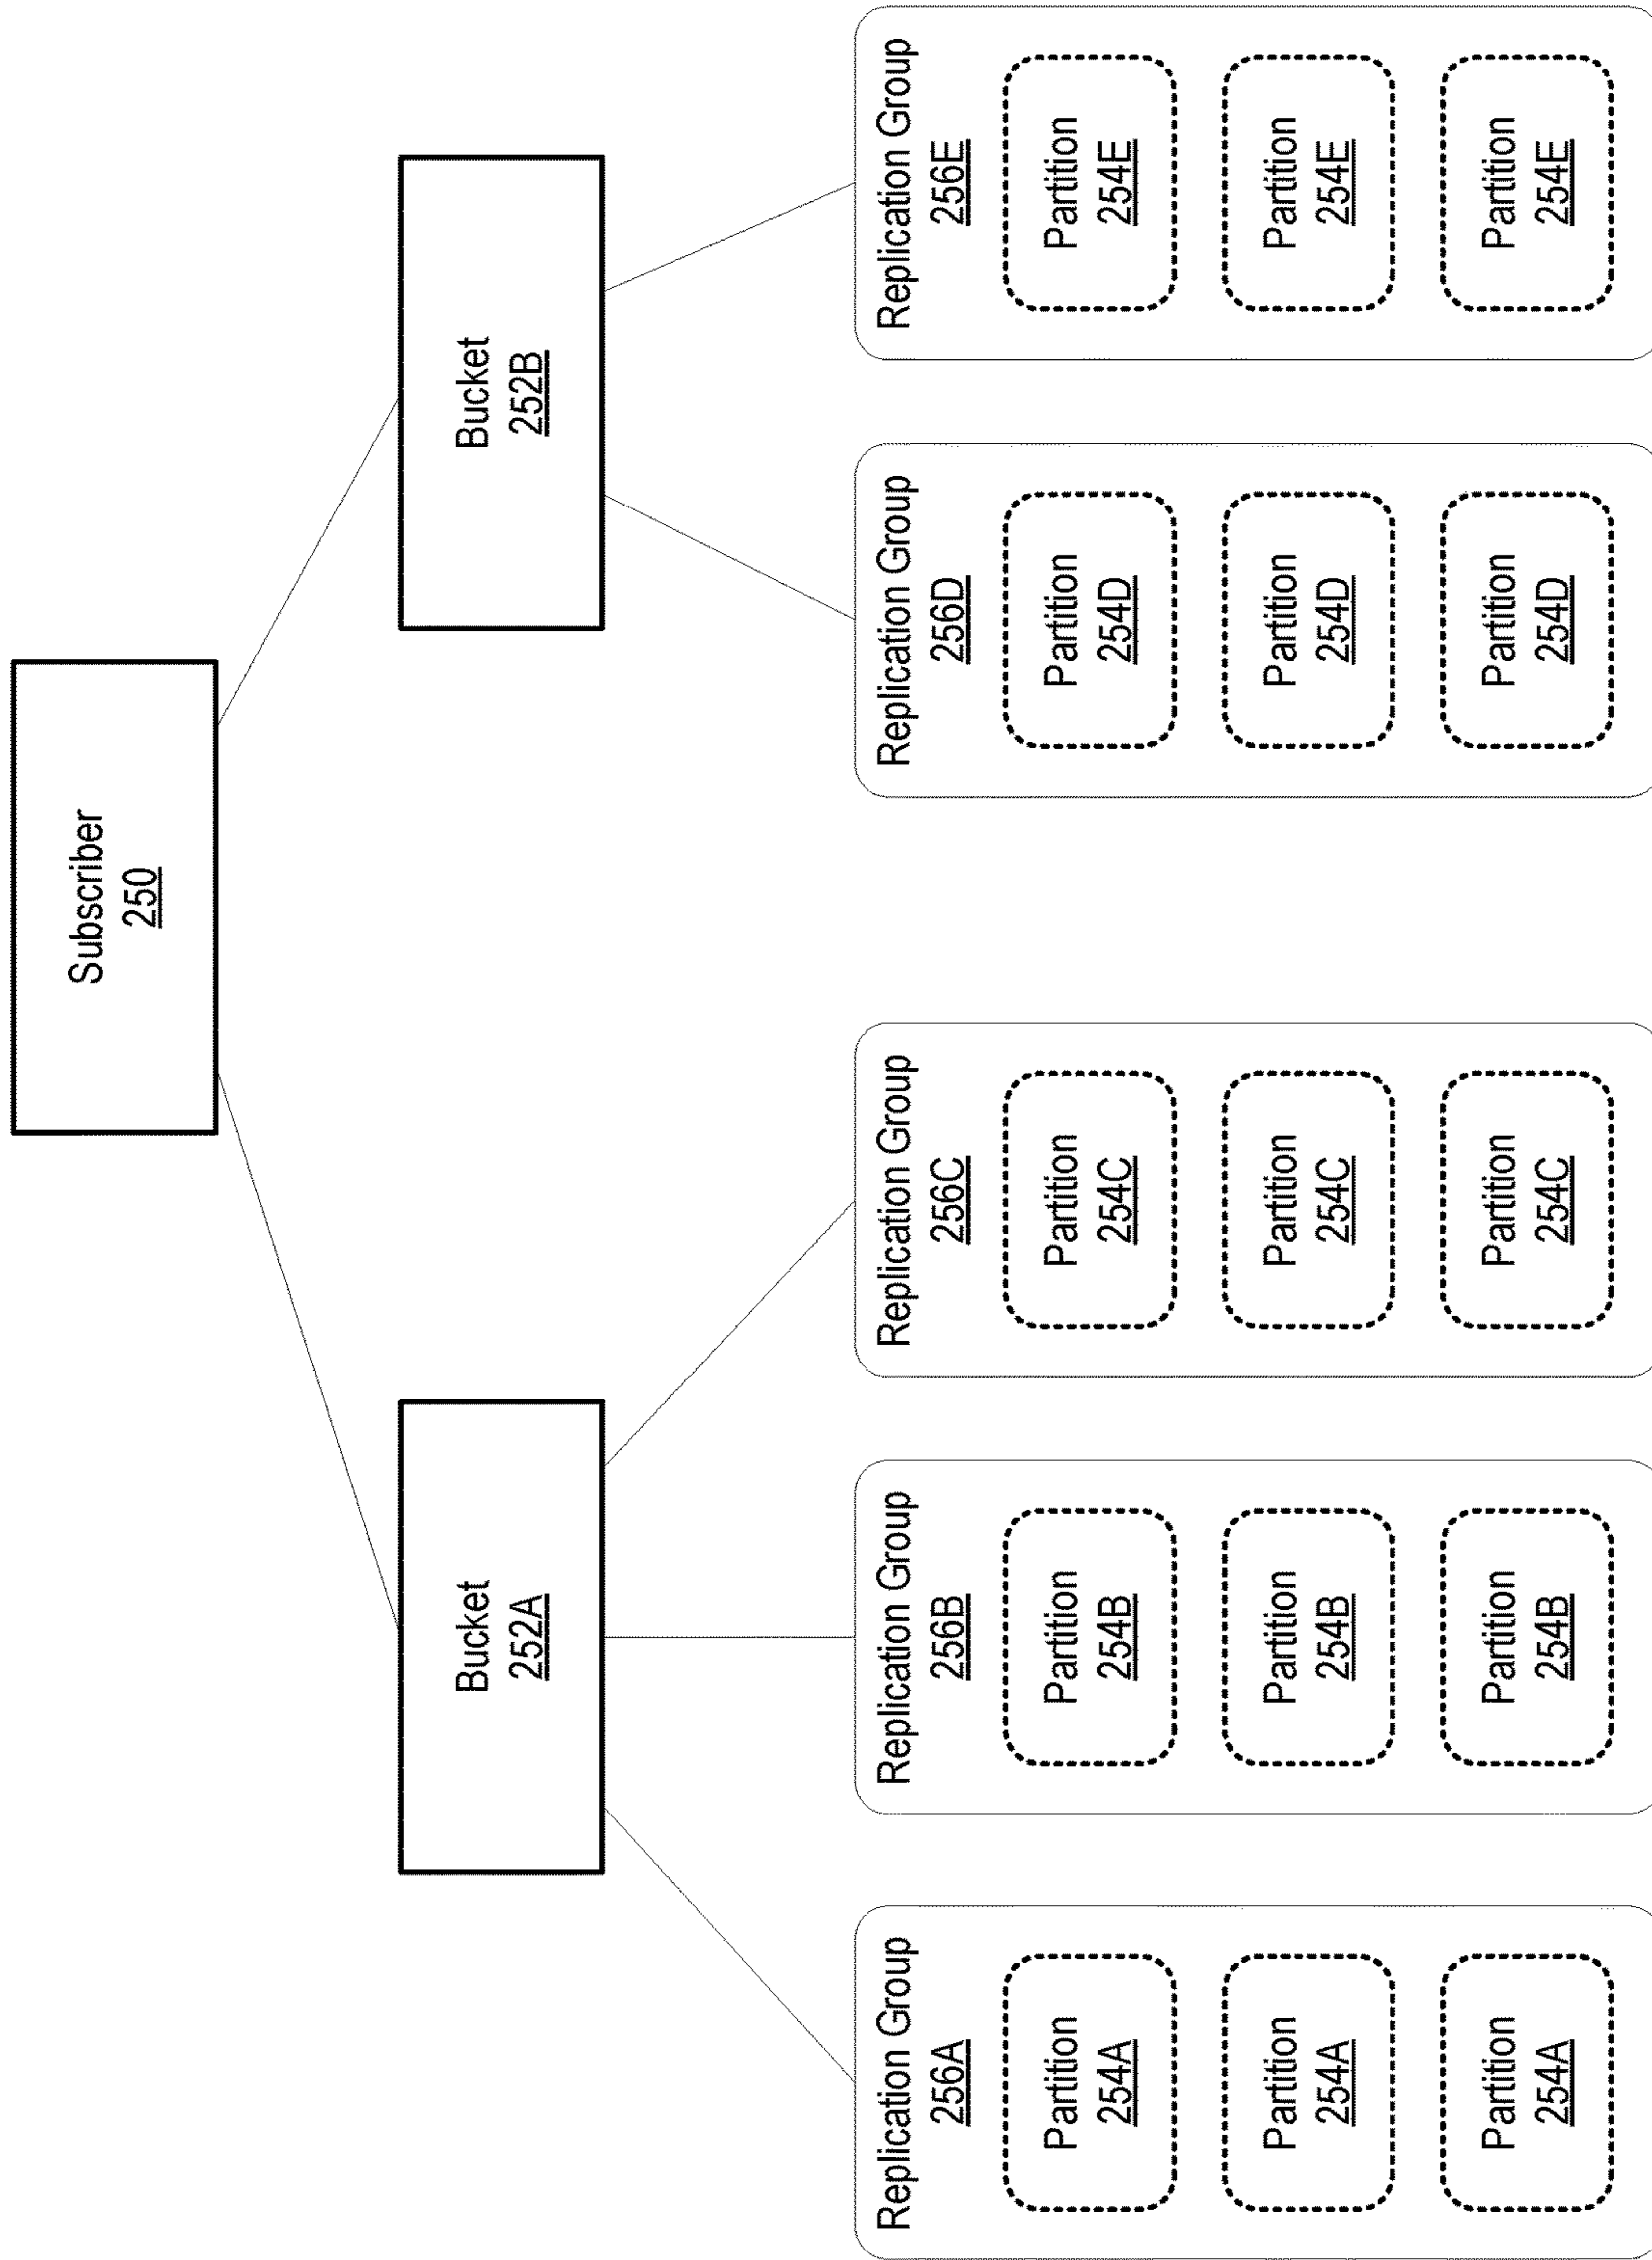 Subscriber
250
Bucket
252A
Bucket
252B
Replication Group
256A
Partition
254A
Partition
254A
Partition
254A
Replication Group
256B
Partition
254B
Partition
254B
Partition
254B
Replication Group
256C
Partition
254C
Partition
254C
Partition
254C
Replication Group
256D
Partition
254D
Partition
254D
Partition
254D
Replication Group
256E
Partition
254E
Partition
254E
Partition
254E